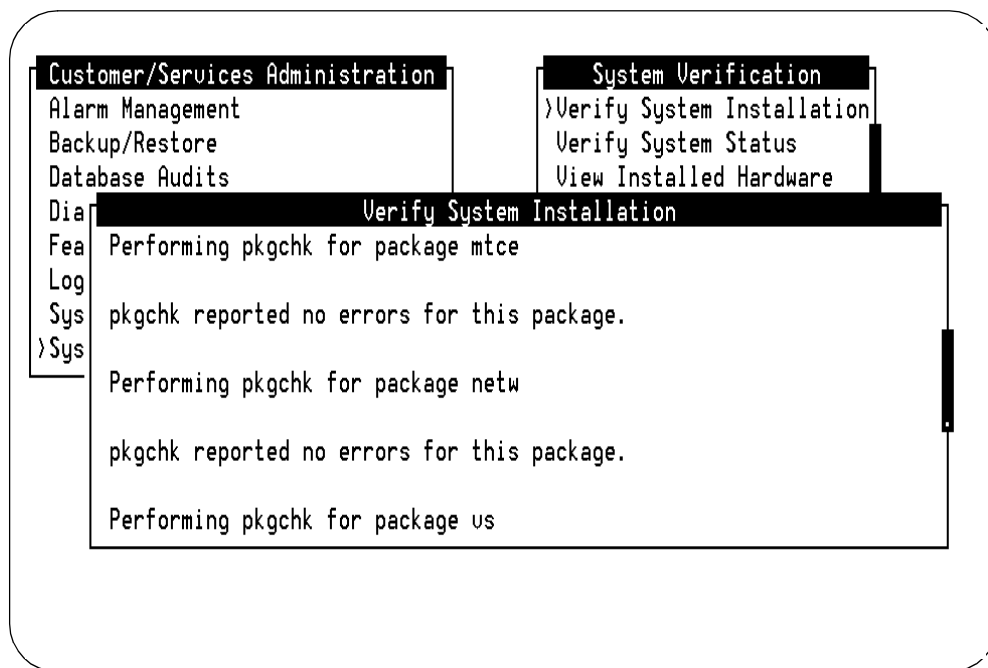 Customer/Services Administration
Alarm Management
Backup/Restore
Database Audits
Dia
Fea
Log
Sys
>Sys
System Verification
>Verify System Installation
Verify System Status
View Installed Hardware
Verify System Installation
Performing pkgchk for package mtce
pkgchk reported no errors for this package.
Performing pkgchk for package netw
pkgchk reported no errors for this package.
Performing pkgchk for package vs